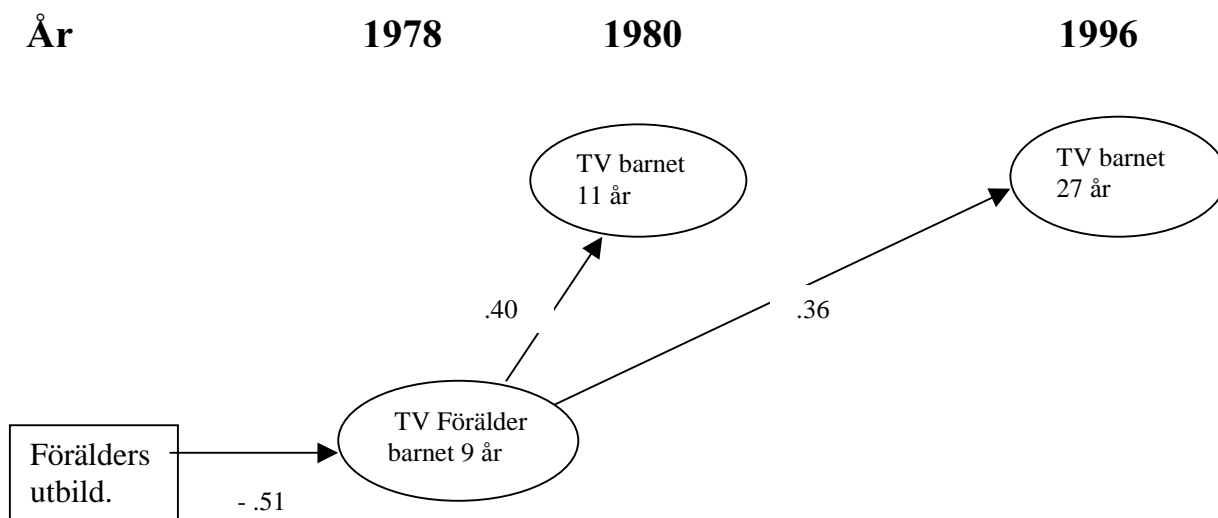 År 1978 1980 1996
TV barnet
11 år
TV barnet
27 år
.40
.36
TV Förälder
barnet 9 år
Förälders
utbild.
- .51